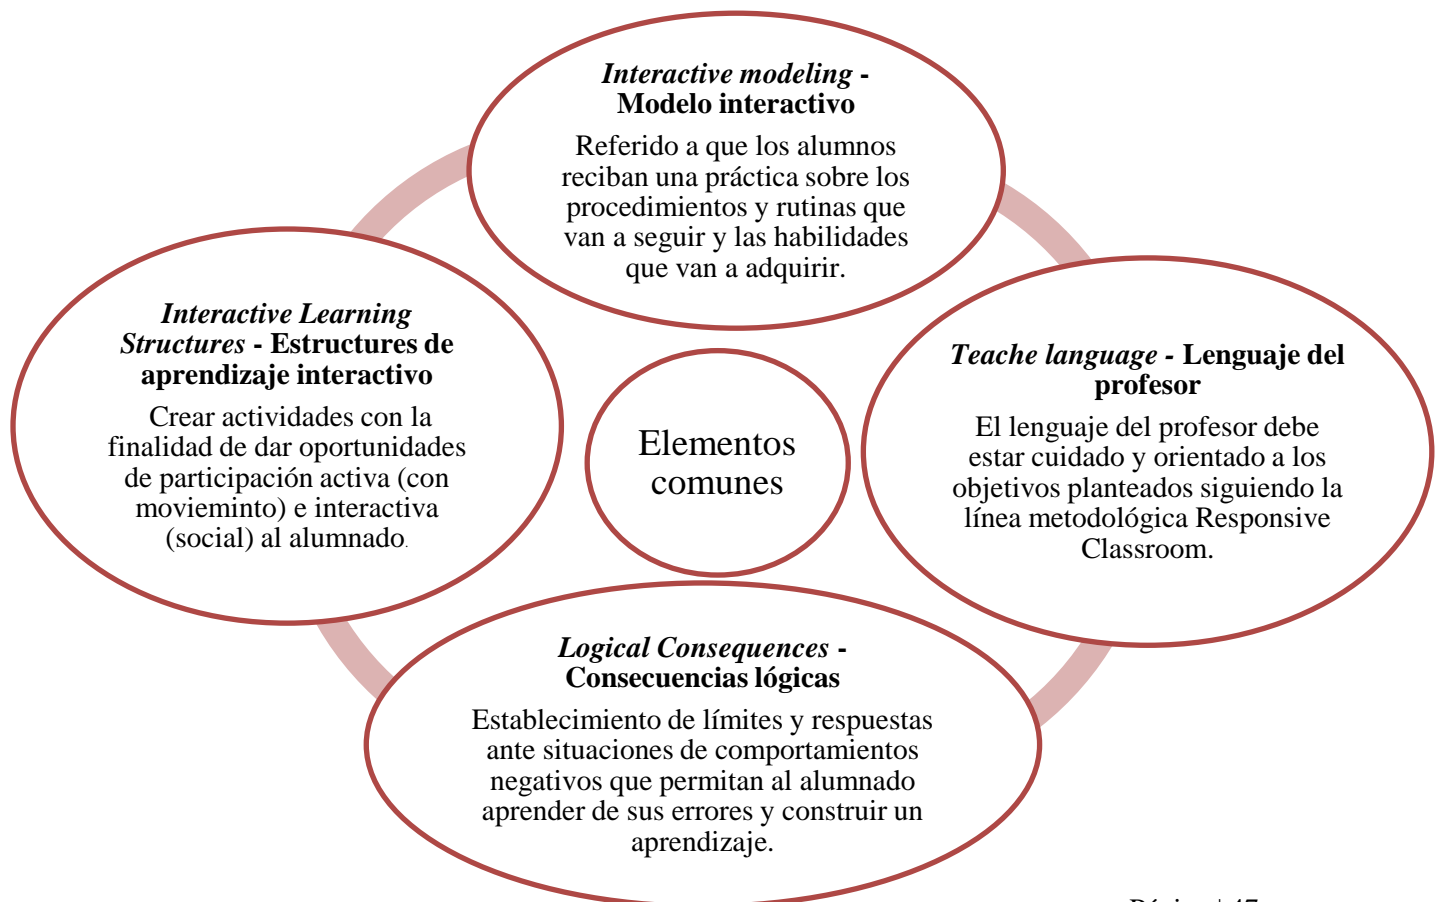 Interactive modeling -
Modelo interactivo
Referido a que los alumnos
reciban una práctica sobre los
procedimientos y rutinas que
van a seguir y las habilidades
que van a adquirir.
Interactive Learning
Structures - Estructures de
aprendizaje interactivo
Crear actividades con la
finalidad de dar oportunidades
de participación activa (con
movieminto) e interactiva
(social) al alumnado.
Elementos
comunes
Teache language - Lenguaje del
profesor
El lenguaje del profesor debe
estar cuidado y orientado a los
objetivos planteados siguiendo la
línea metodológica Responsive
Classroom.
Logical Consequences -
Consecuencias lógicas
Establecimiento de límites y respuestas
ante situaciones de comportamientos
negativos que permitan al alumnado
aprender de sus errores y construir un
aprendizaje.
Página | 47